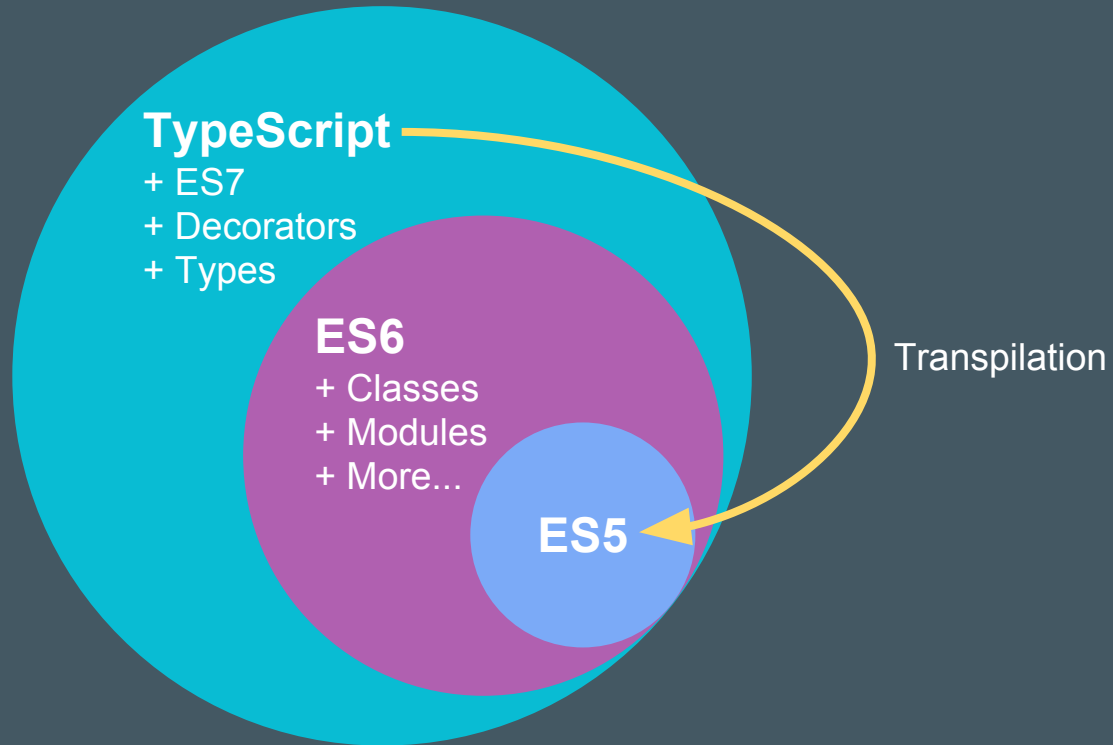 TypeScript
+ ES7
+ Decorators
+ Types
ES6
+ Classes
+ Modules
+ More...
ES5
Transpilation